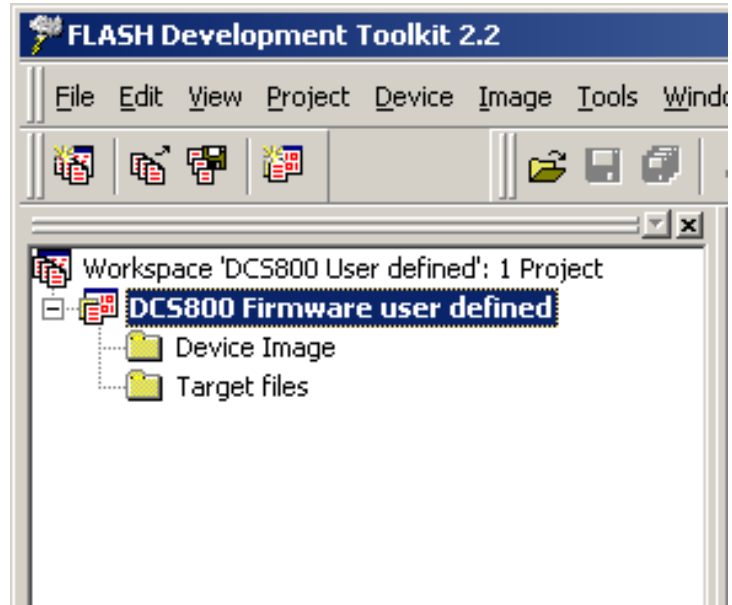 FLASH Development Toolkit 2.2
File Edit View Project Device Image Tools Windo
Workspace 'DCS800 User defined': 1 Project
DCS800 Firmware user defined
Device Image
Target files